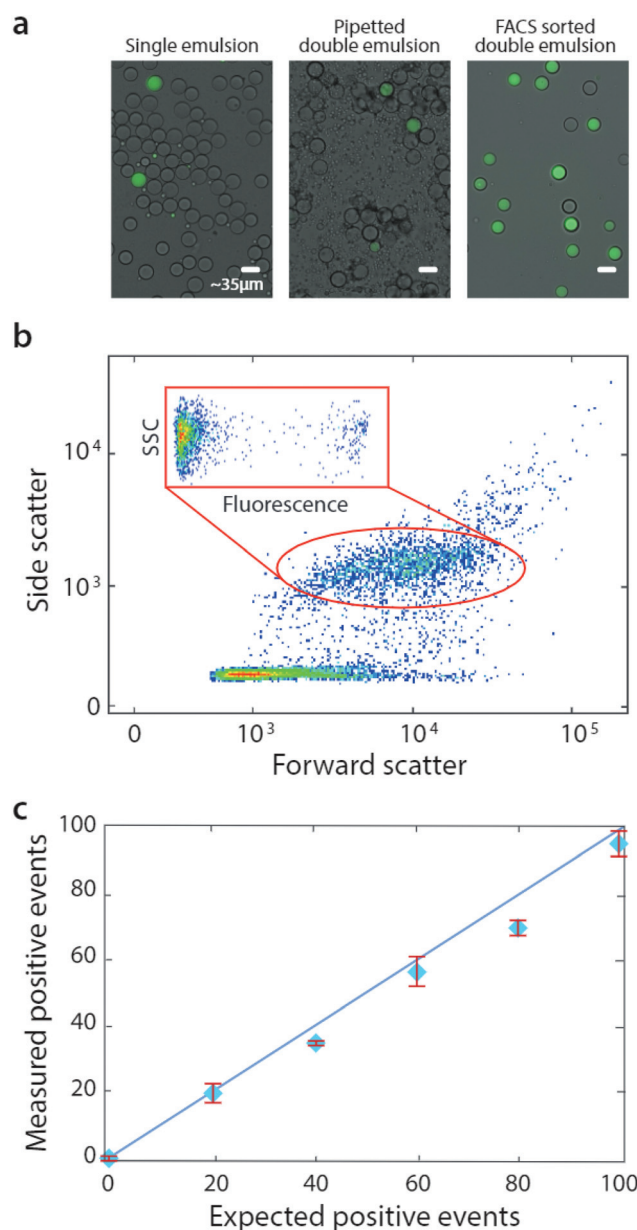 a
Single emulsion
Pipetted
double emulsion
FACS sorted
double emulsion
~35µm
b
SSC
Fluorescence
Side scatter
10⁴
10³
0
0
10³
10⁴
10⁵
Forward scatter
c
Measured positive events
100
80
60
40
20
0
0
20
40
60
80
100
Expected positive events